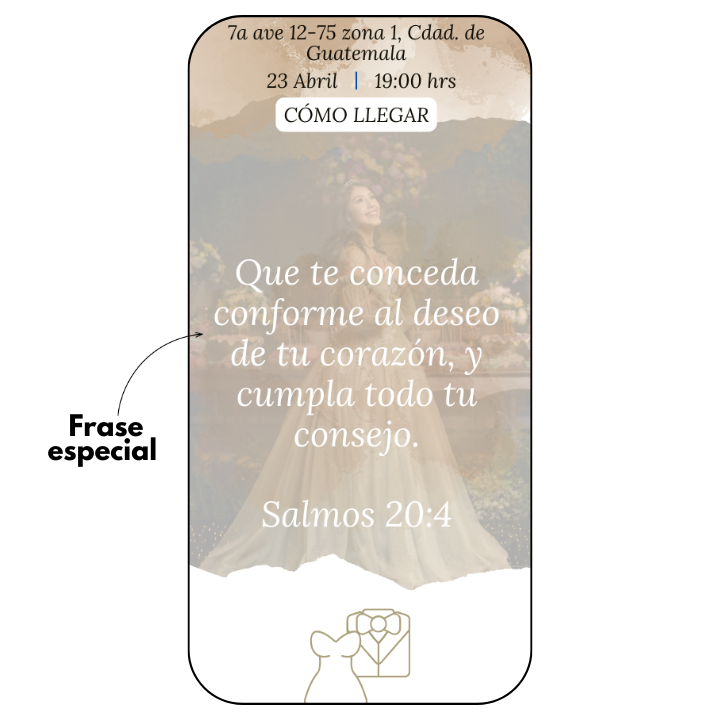 7a ave 12-75 zona 1, Cdad. de
Guatemala
23 Abril | 19:00 hrs
CÓMO LLEGAR
Que te conceda
conforme al deseo
de tu corazón, y
cumpla todo tu
consejo.
Salmos 20:4
Frase
especial